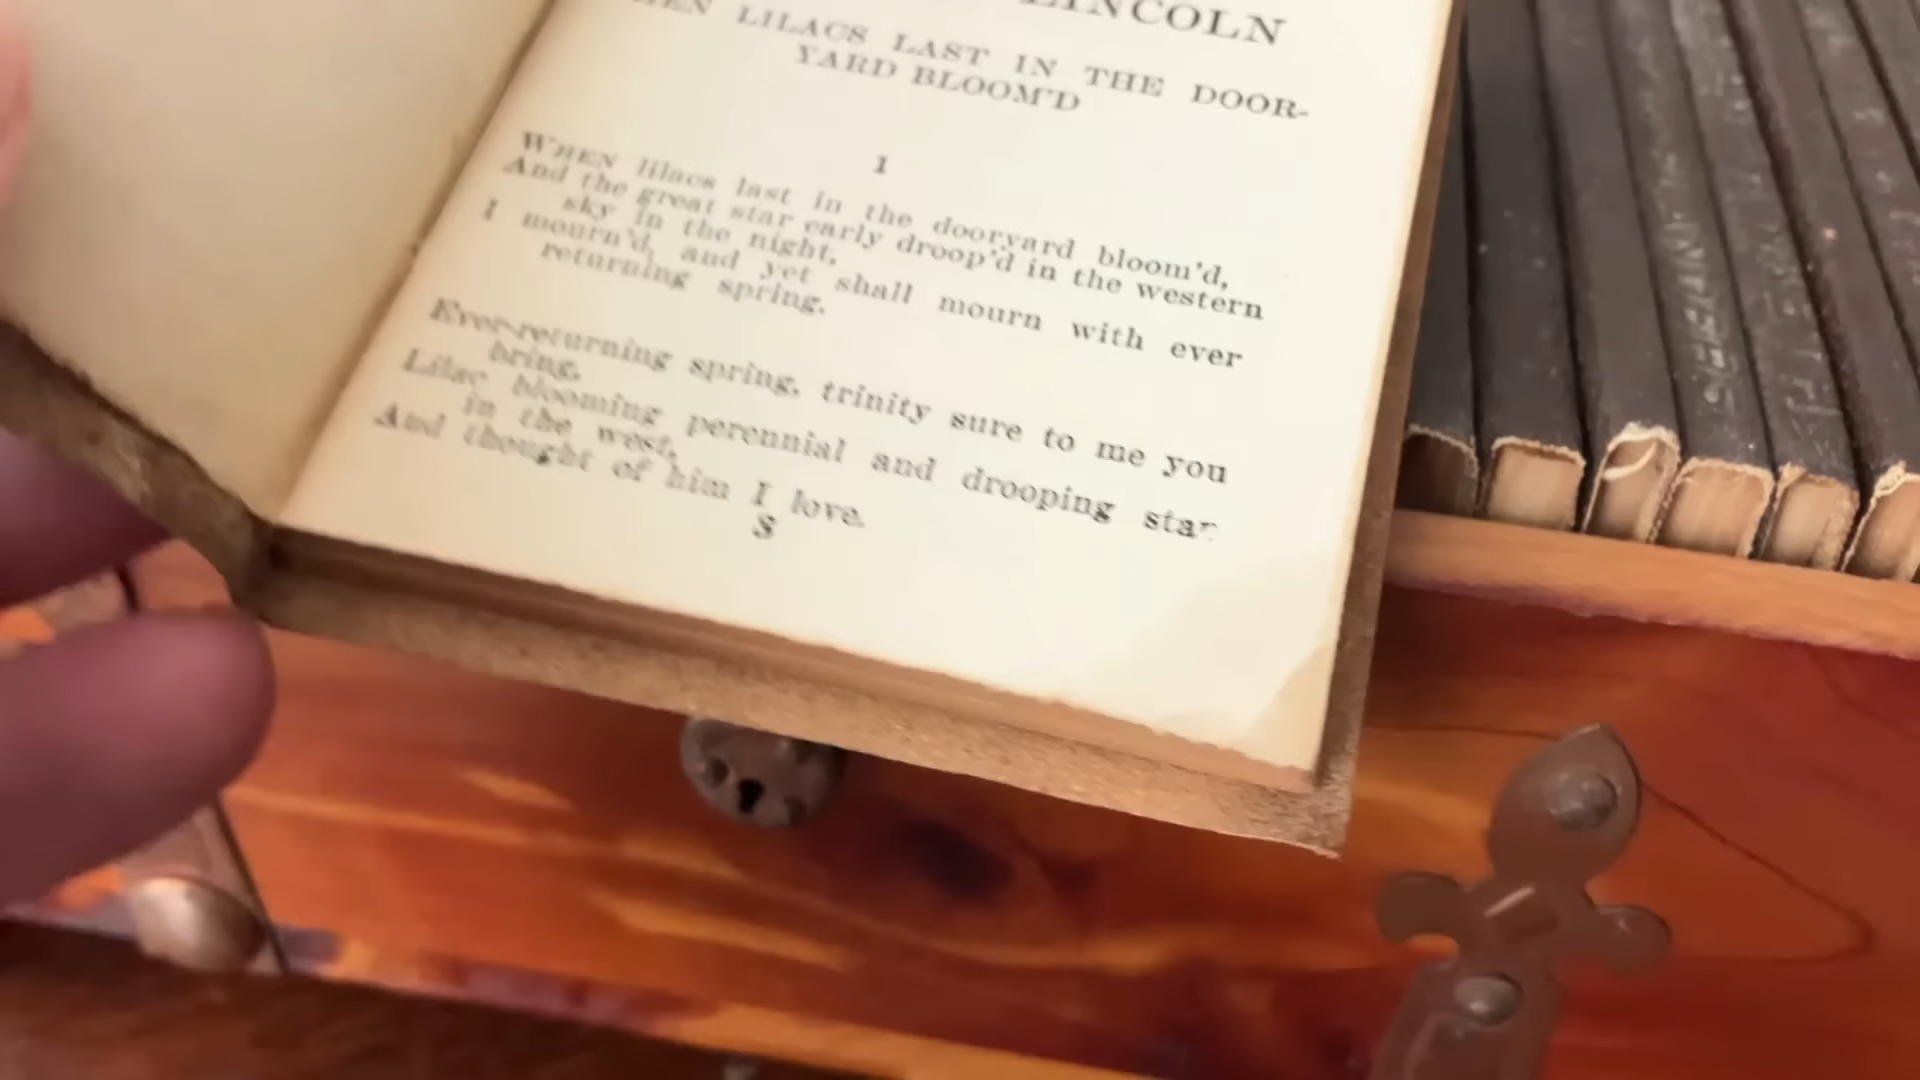 LINCOLN
LILACS LAST IN THE DOOR-
YARD BLOOM'D
1
WHEN lilacs last in the dooryard bloom'd,
And the great star early droop'd in the western
sky in the night,
I mourn'd, and yet shall mourn with ever
returning spring.
Ever-returning spring, trinity sure to me you
bring,
Lilac blooming perennial and drooping star
in the west,
And thought of him I love.
S